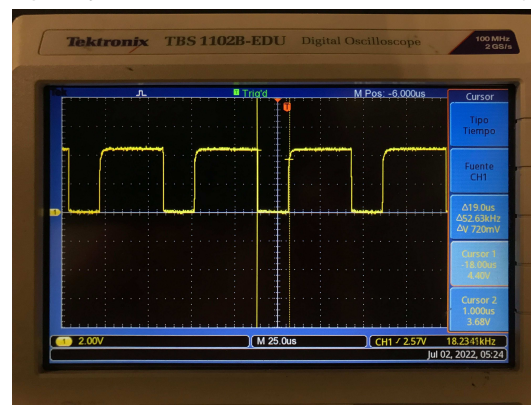 Tektronix TBS 1102B-EDU Digital Oscilloscope 100 MHz
2 GS/s
Trig'd M Pos: -6.000us Cursor
T
Tipo
Tiempo
Fuente
CH1
Δ19.0us
Δ52.63kHz
ΔV 720mV
Cursor 1
-18.00us
4.40V
Cursor 2
1.000us
3.68V
1
1 2.00V M 25.0us CH1 / 2.57V 18.2341kHz
Jul 02, 2022, 05:24